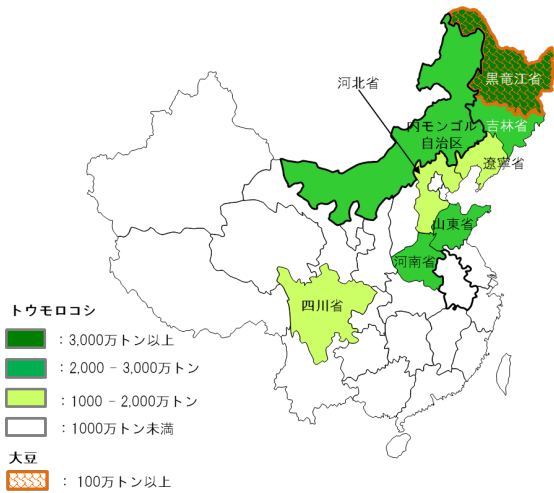 河北省
黒竜江省
内モンゴル
自治区
吉林省
遼寧省
山東省
河南省
四川省
トウモロコシ
：3,000万トン以上
：2,000 － 3,000万トン
：1000 － 2,000万トン
：1000万トン未満
大豆
： 100万トン以上